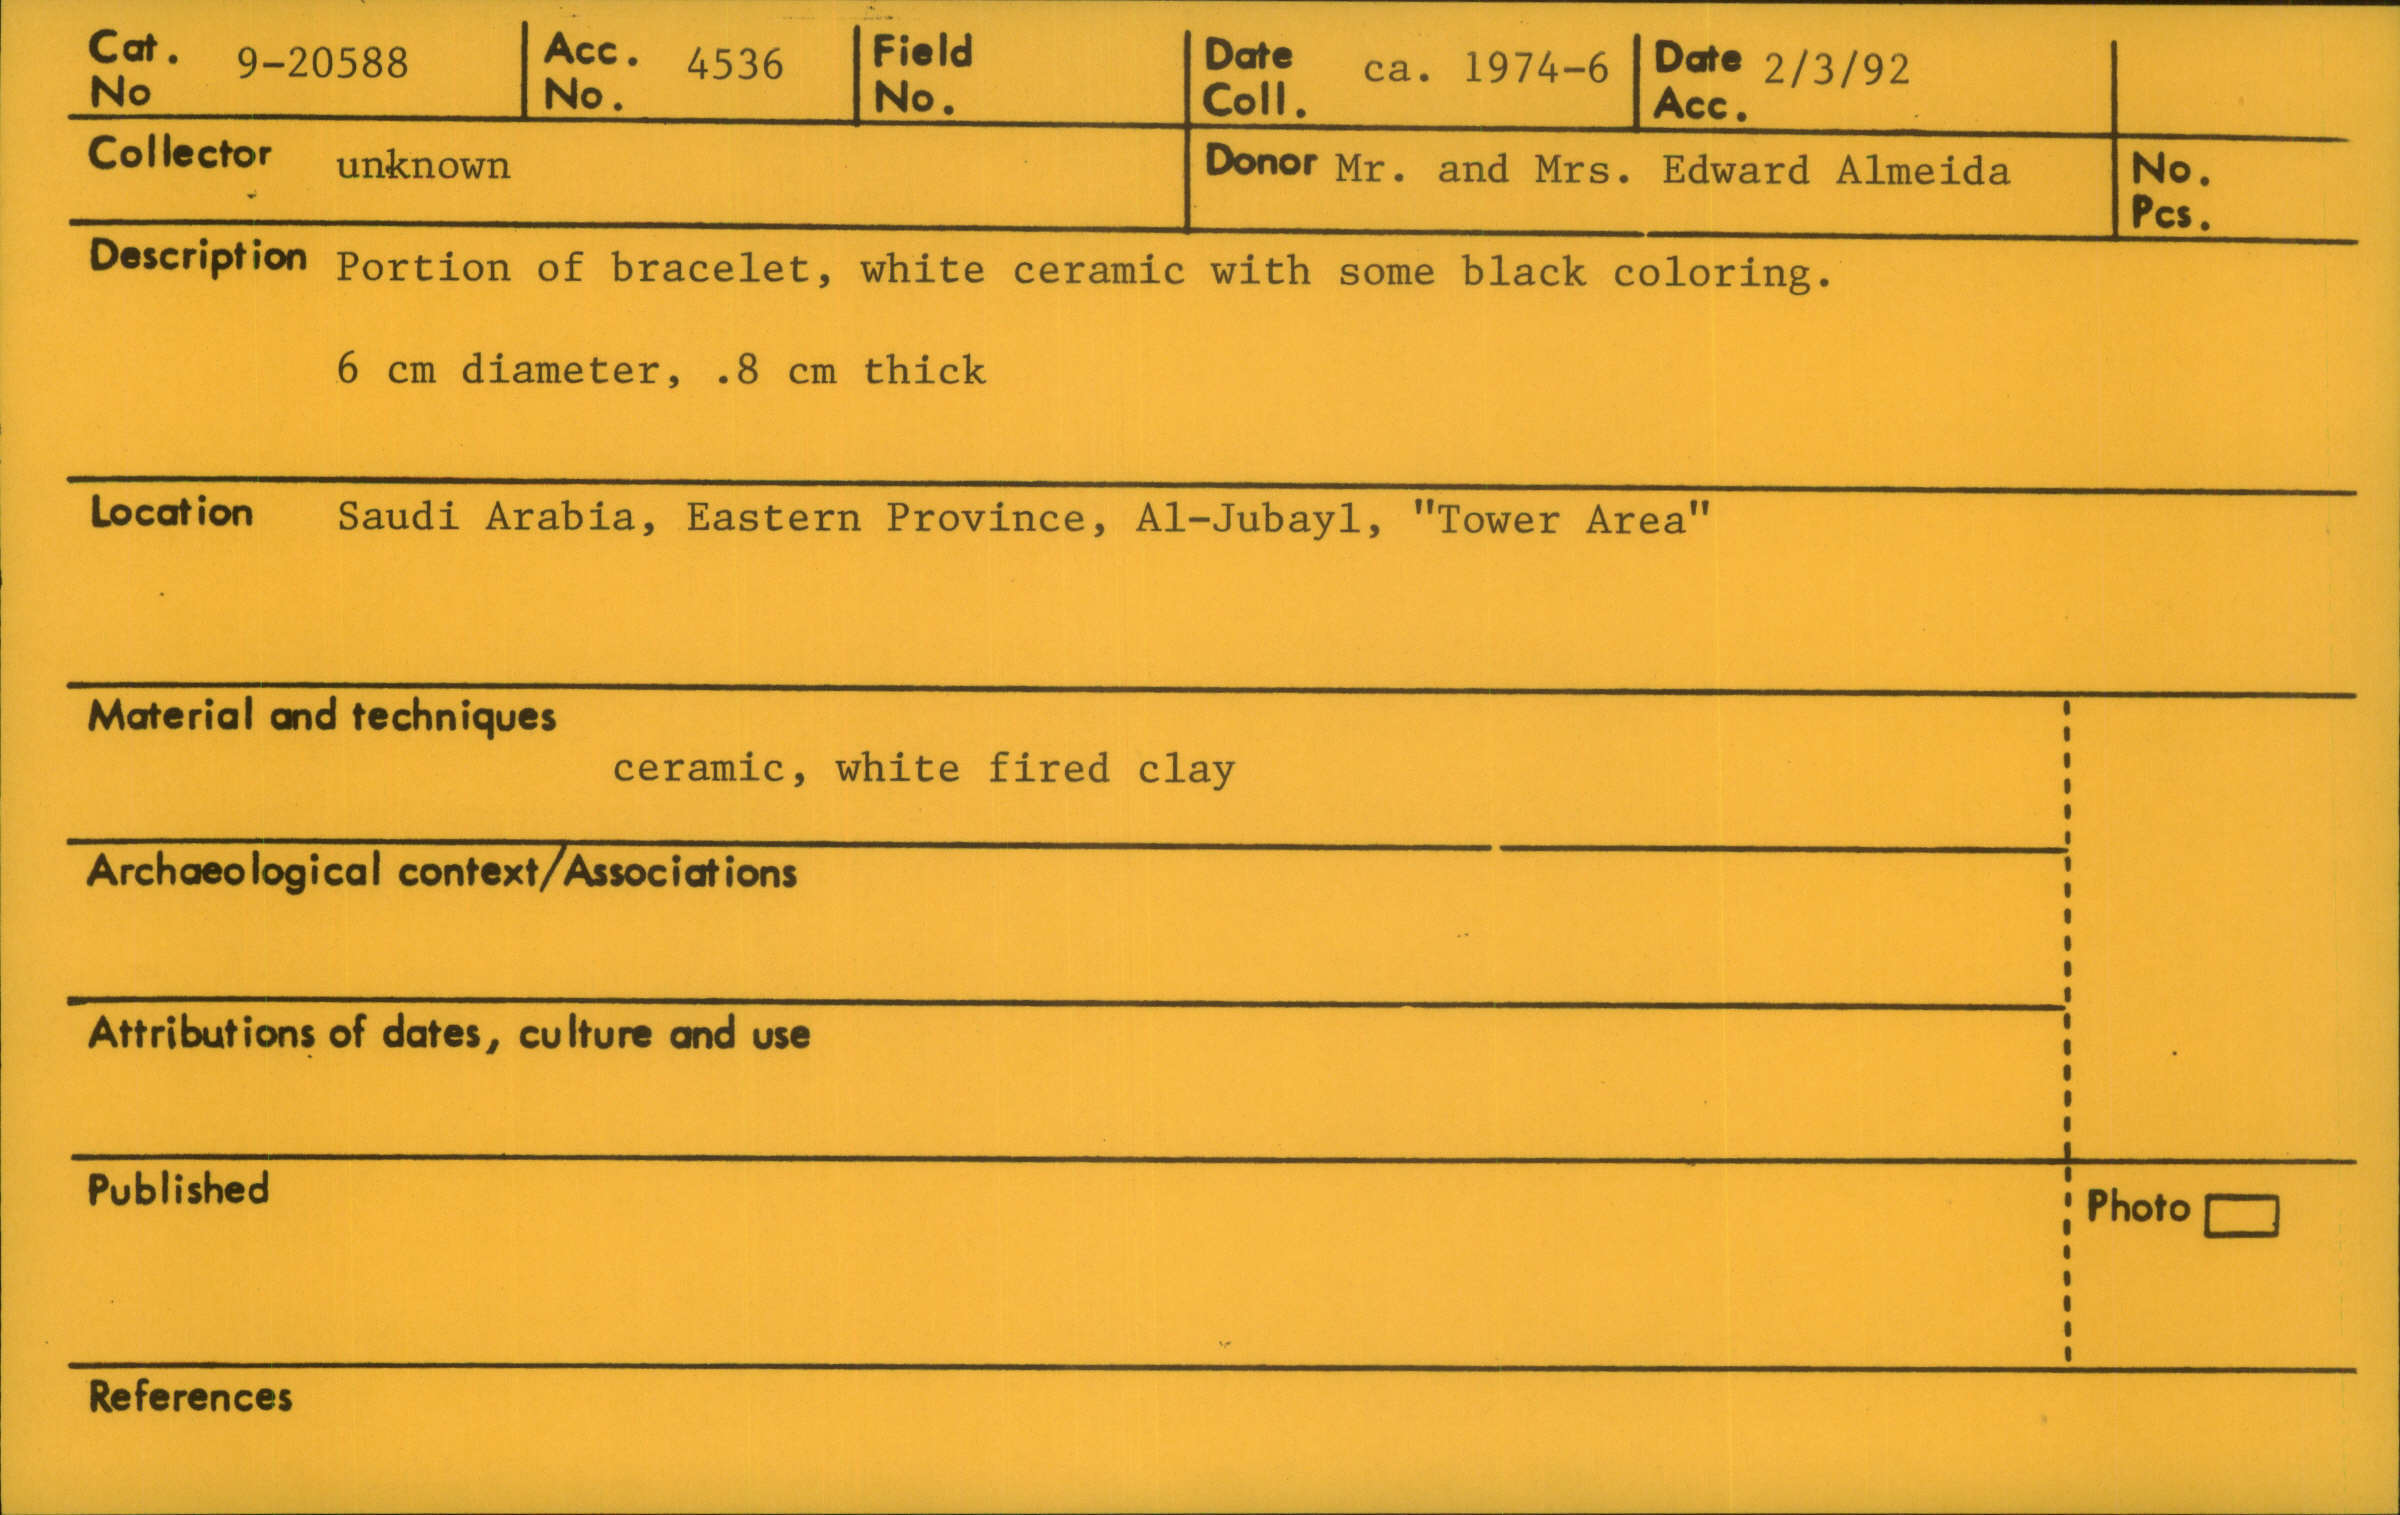 Cat. No 9-20588 Acc. No. 4536 Field No. Date Coll. ca. 1974-6 Date Acc. 2/3/92
Collector unknown Donor Mr. and Mrs. Edward Almeida No. Pcs.
Description Portion of bracelet, white ceramic with some black coloring.
6 cm diameter, .8 cm thick
Location Saudi Arabia, Eastern Province, Al-Jubayl, "Tower Area"
Material and techniques
ceramic, white fired clay
Archaeological context/Associations
Attributions of dates, culture and use
Published
Photo
References